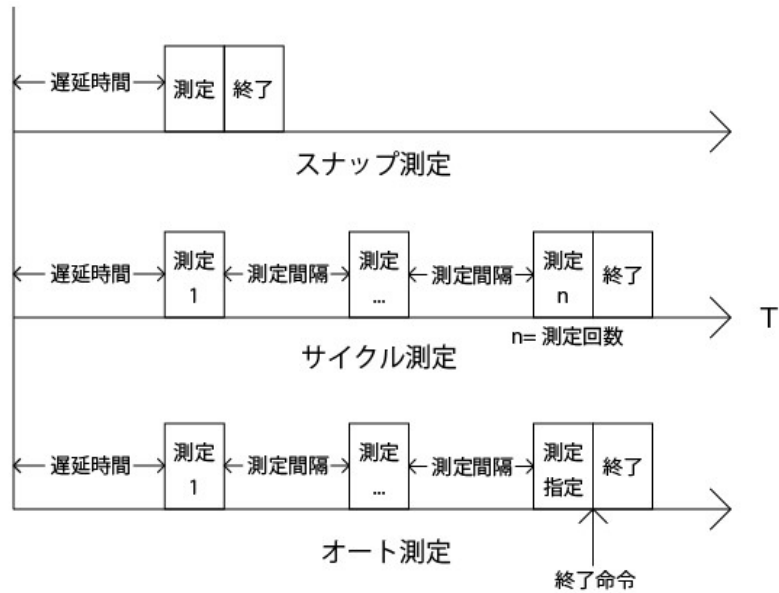 遅延時間
測定
終了
スナップ測定
遅延時間
測定
1
測定間隔
測定
...
測定間隔
測定
n
終了
T
n= 測定回数
サイクル測定
遅延時間
測定
1
測定間隔
測定
...
測定間隔
測定
指定
終了
オート測定
終了命令